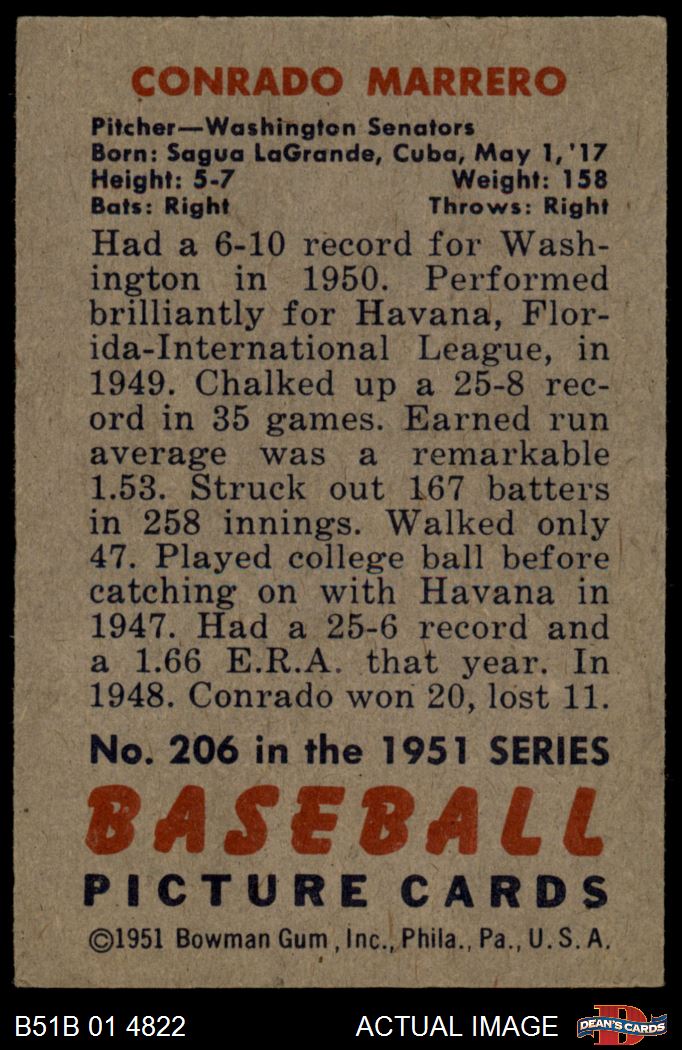 CONRADO MARRERO
Pitcher—Washington Senators
Born: Sagua LaGrande, Cuba, May 1, '17
Height: 5-7 Weight: 158
Bats: Right Throws: Right
Had a 6-10 record for Wash-
ington in 1950. Performed
brilliantly for Havana, Flor-
ida-International League, in
1949. Chalked up a 25-8 rec-
ord in 35 games. Earned run
average was a remarkable
1.53. Struck out 167 batters
in 258 innings. Walked only
47. Played college ball before
catching on with Havana in
1947. Had a 25-6 record and
a 1.66 E.R.A. that year. In
1948. Conrado won 20, lost 11.
No. 206 in the 1951 SERIES
BASEBALL
PICTURE CARDS
©1951 Bowman Gum, Inc., Phila., Pa., U.S.A.
B51B 01 4822 ACTUAL IMAGE D DEAN'S CARDS